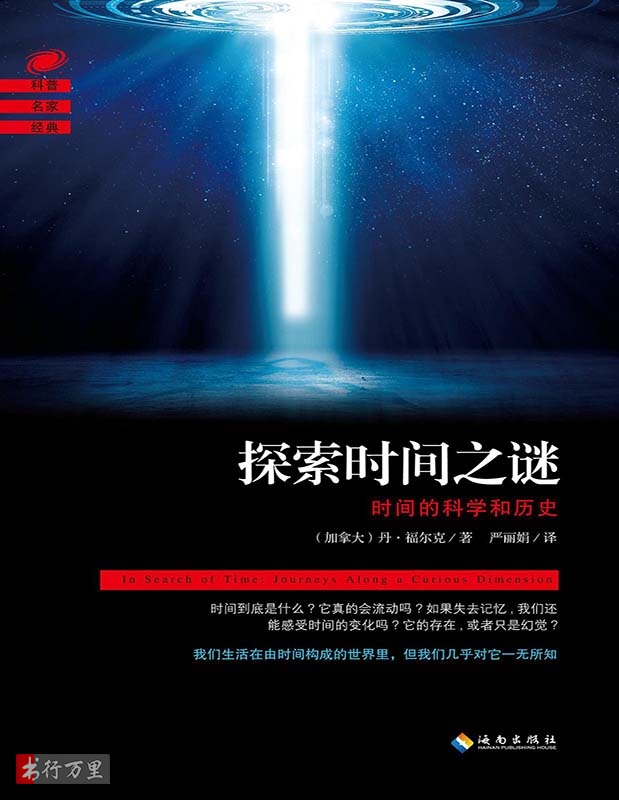 科普
名家
经典
探索时间之谜
时间的科学和历史
（加拿大）丹·福尔克／著 严丽娟／译
In Search of Time: Journeys Along a Curious Dimension
时间到底是什么？它真的会流动吗？如果失去记忆，我们还
能感受时间的变化吗？它的存在，或者只是幻觉？
我们生活在由时间构成的世界里，但我们几乎对它一无所知
海南出版社
HAINAN PUBLISHING HOUSE
书行万里